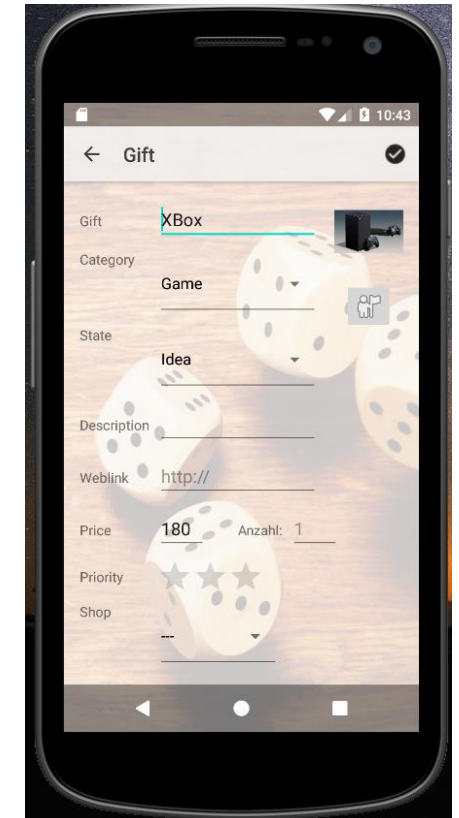 10:43
Gift
Gift XBox
Category
Game
State
Idea
Description
Weblink http://
Price 180 Anzahl: 1
Priority
Shop
---